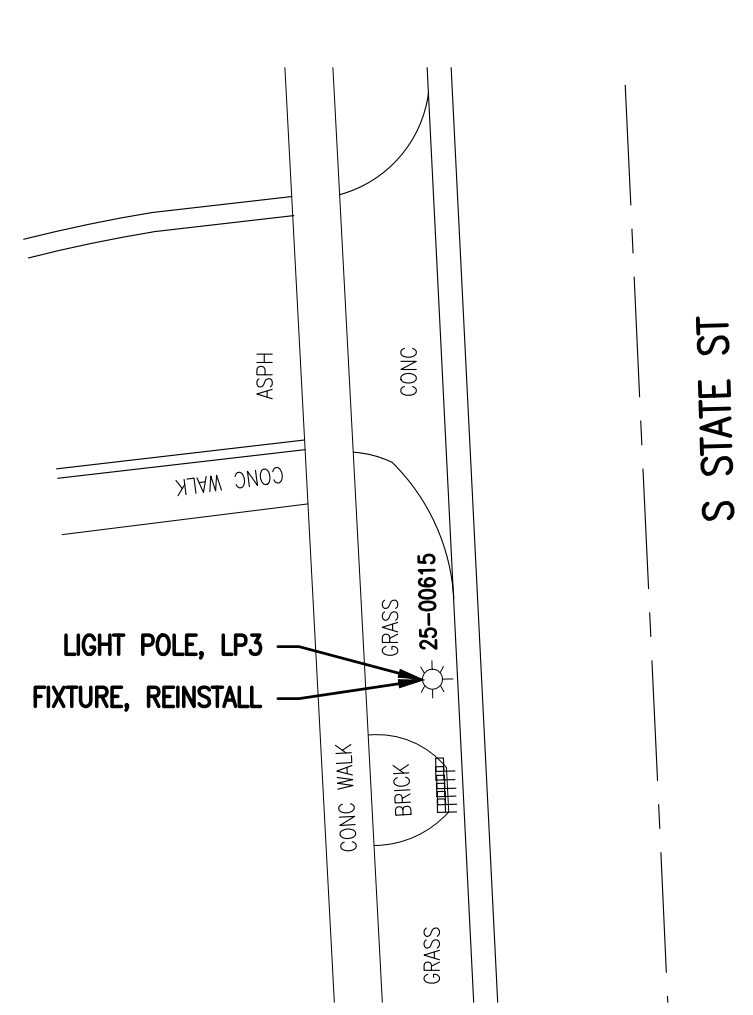 ASPH
CONC
S STATE ST
CONC WALK
GRASS
25-00615
LIGHT POLE, LP3
FIXTURE, REINSTALL
CONC WALK
BRICK
GRASS